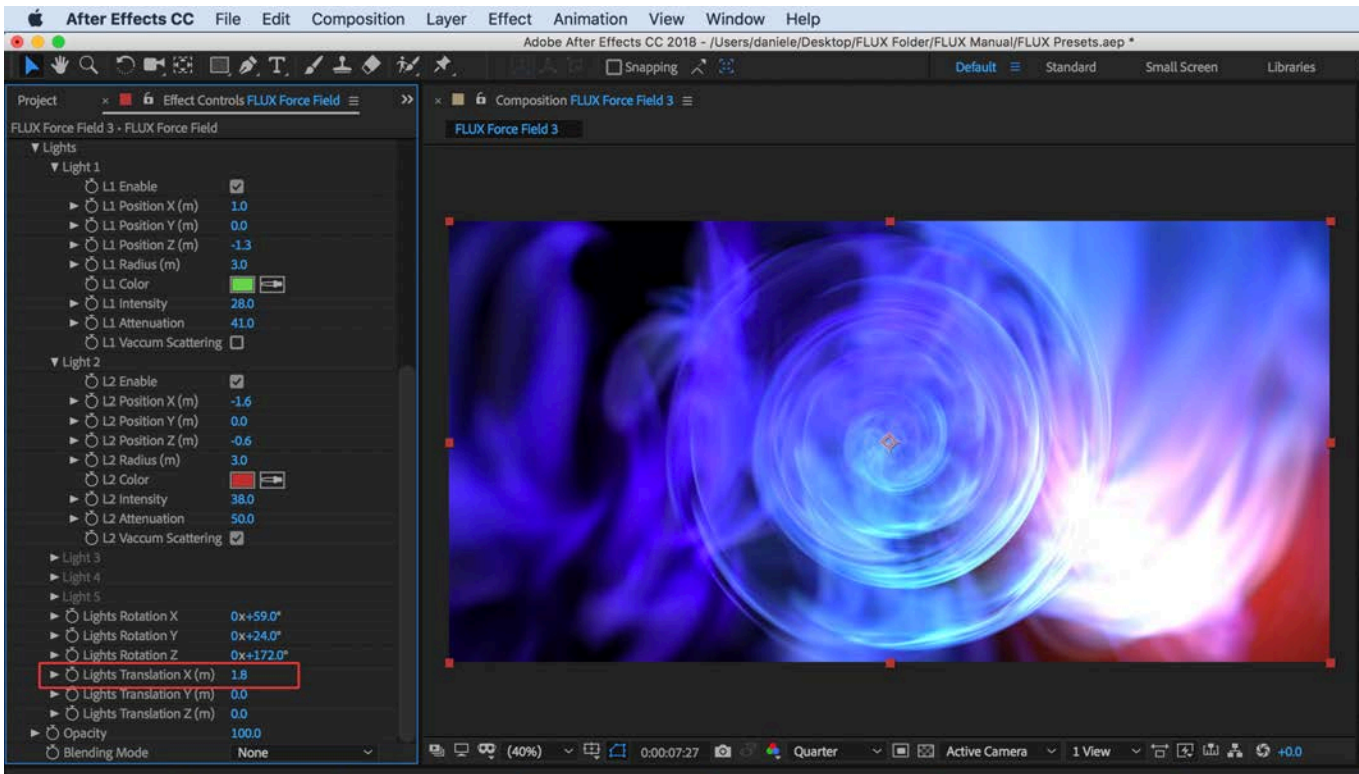 After Effects CC File Edit Composition Layer Effect Animation View Window Help
Adobe After Effects CC 2018 - /Users/daniele/Desktop/FLUX Folder/FLUX Manual/FLUX Presets.aep *
T Snapping Default Standard Small Screen Libraries
Project × Effect Controls FLUX Force Field » × Composition FLUX Force Field 3
FLUX Force Field 3 • FLUX Force Field
FLUX Force Field 3
Lights
Light 1
L1 Enable
L1 Position X (m) 1.0
L1 Position Y (m) 0.0
L1 Position Z (m) -1.3
L1 Radius (m) 3.0
L1 Color
L1 Intensity 28.0
L1 Attenuation 41.0
L1 Vaccum Scattering
Light 2
L2 Enable
L2 Position X (m) -1.6
L2 Position Y (m) 0.0
L2 Position Z (m) -0.6
L2 Radius (m) 3.0
L2 Color
L2 Intensity 38.0
L2 Attenuation 50.0
L2 Vaccum Scattering
Light 3
Light 4
Light 5
Lights Rotation X 0x+59.0°
Lights Rotation Y 0x+24.0°
Lights Rotation Z 0x+172.0°
Lights Translation X (m) 1.8
Lights Translation Y (m) 0.0
Lights Translation Z (m) 0.0
Opacity 100.0
Blending Mode None
(40%) 0:00:07:27 Quarter Active Camera 1 View +0.0